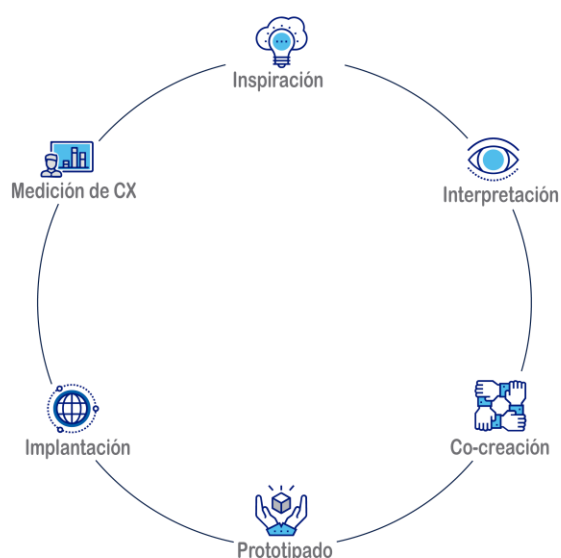 Inspiración
Interpretación
Co-creación
Prototipado
Implantación
Medición de CX